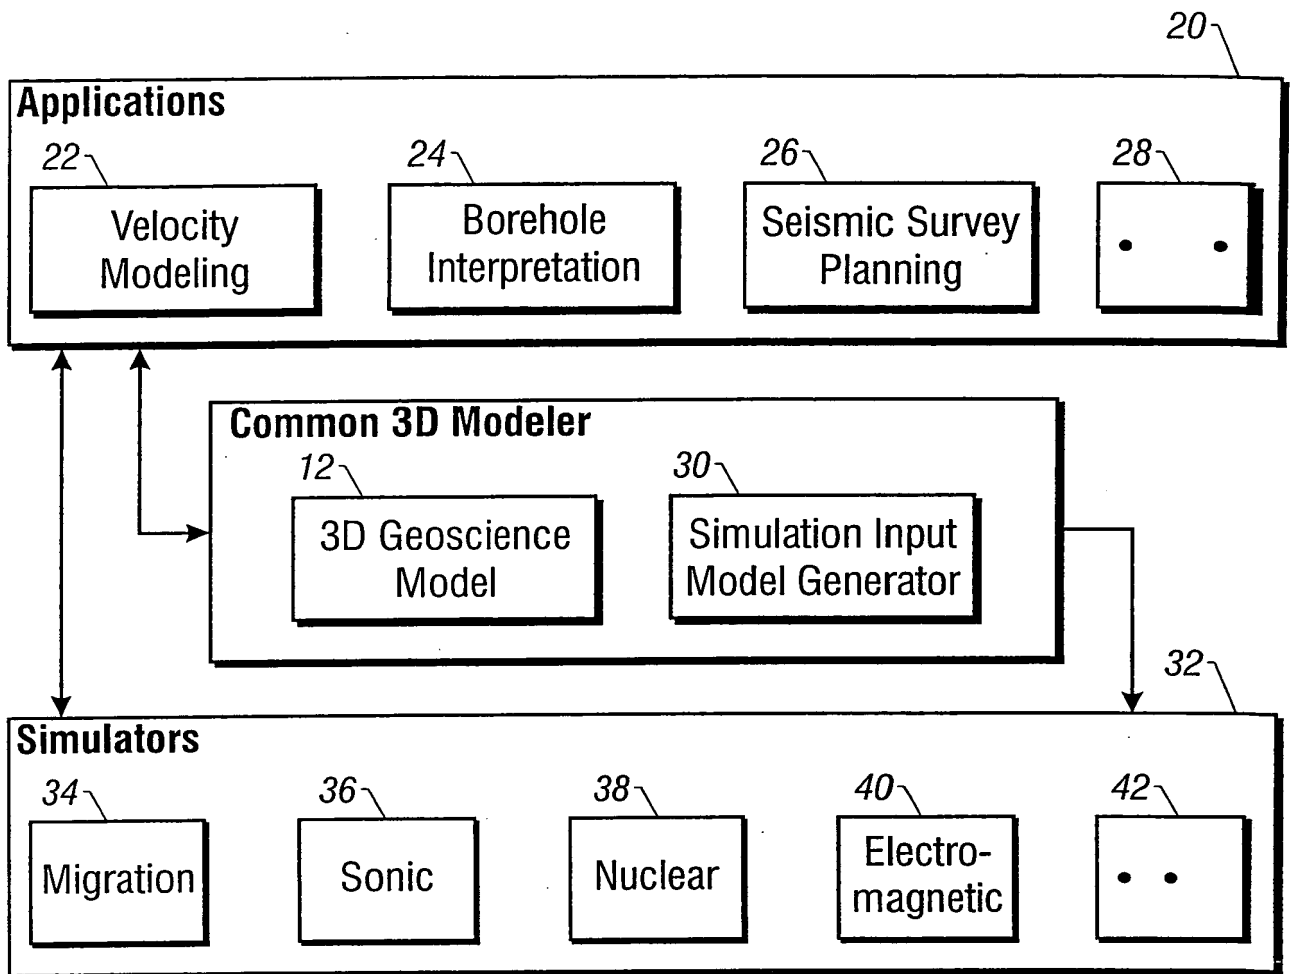 20
Applications
22
24
26
28
Velocity
Modeling
Borehole
Interpretation
Seismic Survey
Planning
• •
Common 3D Modeler
12
30
3D Geoscience
Model
Simulation Input
Model Generator
32
Simulators
34
36
38
40
42
Migration
Sonic
Nuclear
Electro-
magnetic
• •